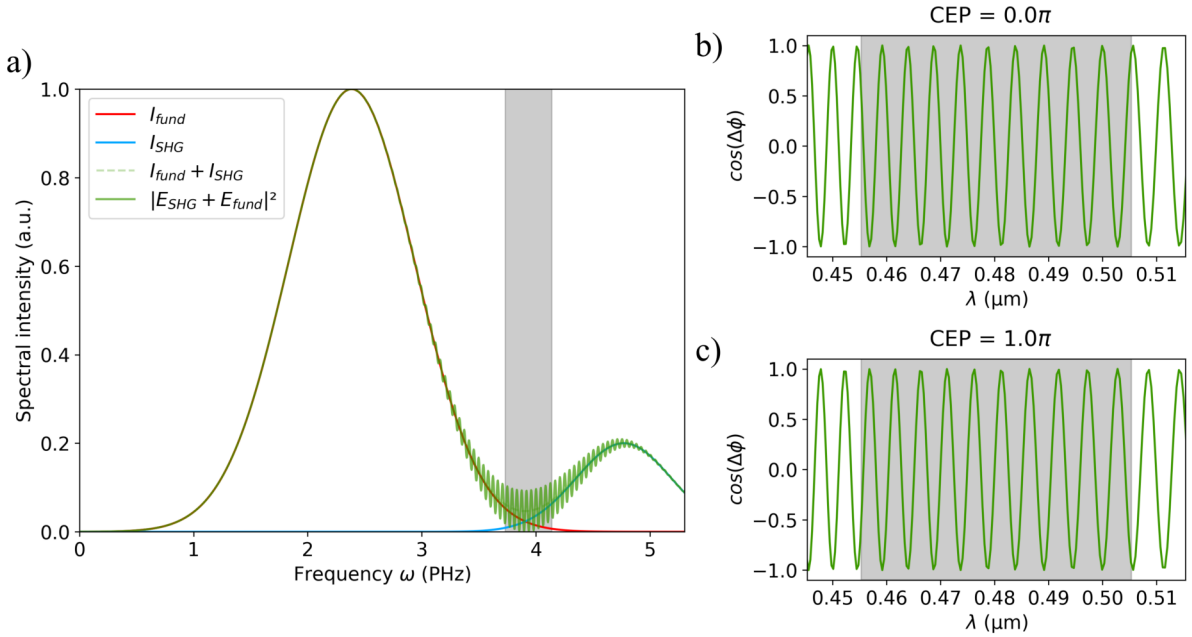 a)
Spectral intensity (a.u.)
1.0
0.8
0.6
0.4
0.2
0.0
I_fund
I_SHG
I_fund + I_SHG
|E_SHG + E_fund|²
0 1 2 3 4 5
Frequency ω (PHz)
b)
CEP = 0.0π
cos(Δϕ)
1.0
0.5
0.0
−0.5
−1.0
0.45 0.46 0.47 0.48 0.49 0.50 0.51
λ (μm)
c)
CEP = 1.0π
cos(Δϕ)
1.0
0.5
0.0
−0.5
−1.0
0.45 0.46 0.47 0.48 0.49 0.50 0.51
λ (μm)